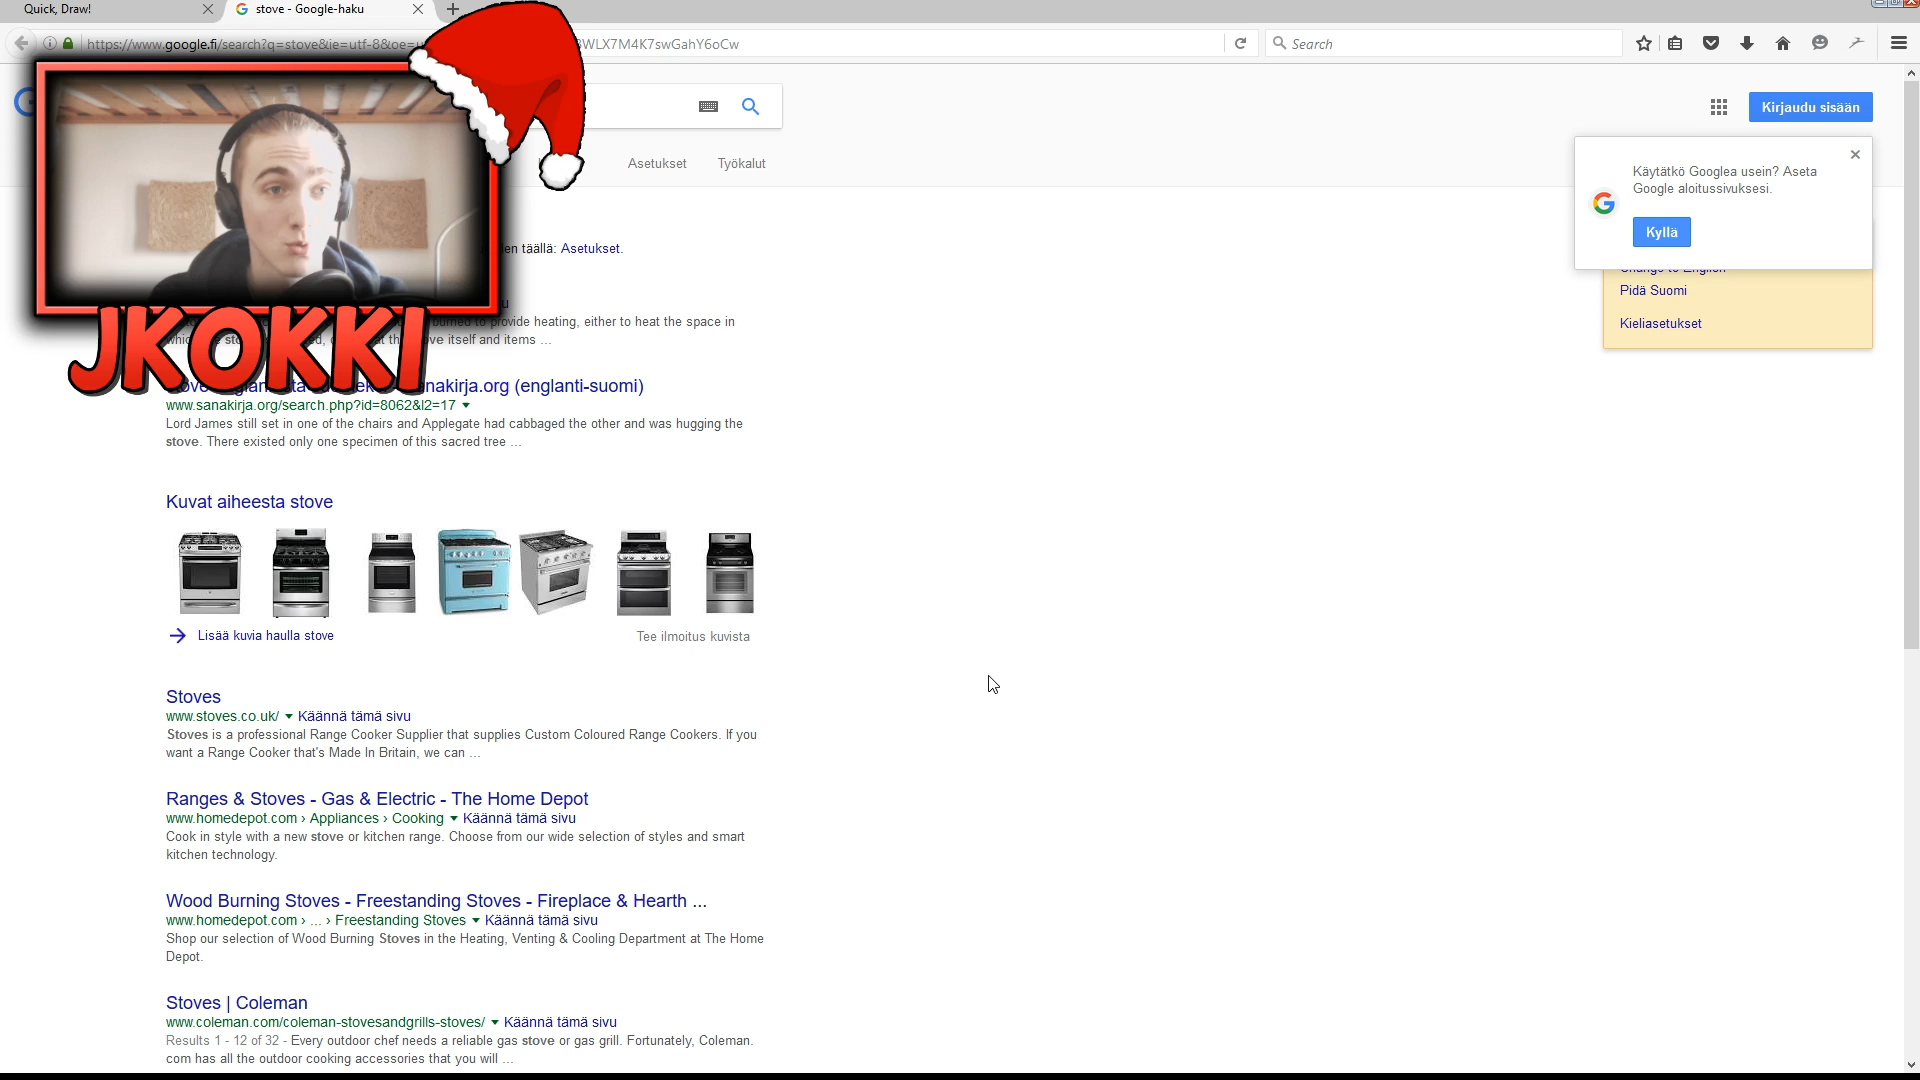 Quick, Draw!
stove - Google-haku
https://www.google.fi/search?q=stove&ie=utf-8&oe=u
WLX7M4K7swGahY6oCw
Search
Kirjaudu sisään
Asetukset
Työkalut
Käytätkö Googlea usein? Aseta
Google aloitussivuksesi.
Kyllä
täällä: Asetukset.
Change to English
Pidä Suomi
Kieliasetukset
JKOKKI
provide heating, either to heat the space in
itself and items ...
(englanti-suomi)
www.sanakirja.org/search.php?id=8062&l2=17
Lord James still set in one of the chairs and Applegate had cabbaged the other and was hugging the
stove. There existed only one specimen of this sacred tree ...
Kuvat aiheesta stove
Lisää kuvia haulla stove
Tee ilmoitus kuvista
Stoves
www.stoves.co.uk/ Käännä tämä sivu
Stoves is a professional Range Cooker Supplier that supplies Custom Coloured Range Cookers. If you
want a Range Cooker that's Made In Britain, we can ...
Ranges & Stoves - Gas & Electric - The Home Depot
www.homedepot.com › Appliances › Cooking Käännä tämä sivu
Cook in style with a new stove or kitchen range. Choose from our wide selection of styles and smart
kitchen technology.
Wood Burning Stoves - Freestanding Stoves - Fireplace & Hearth ...
www.homedepot.com › ... › Freestanding Stoves Käännä tämä sivu
Shop our selection of Wood Burning Stoves in the Heating, Venting & Cooling Department at The Home
Depot.
Stoves | Coleman
www.coleman.com/coleman-stovesandgrills-stoves/ Käännä tämä sivu
Results 1 - 12 of 32 - Every outdoor chef needs a reliable gas stove or gas grill. Fortunately, Coleman.
com has all the outdoor cooking accessories that you will ...